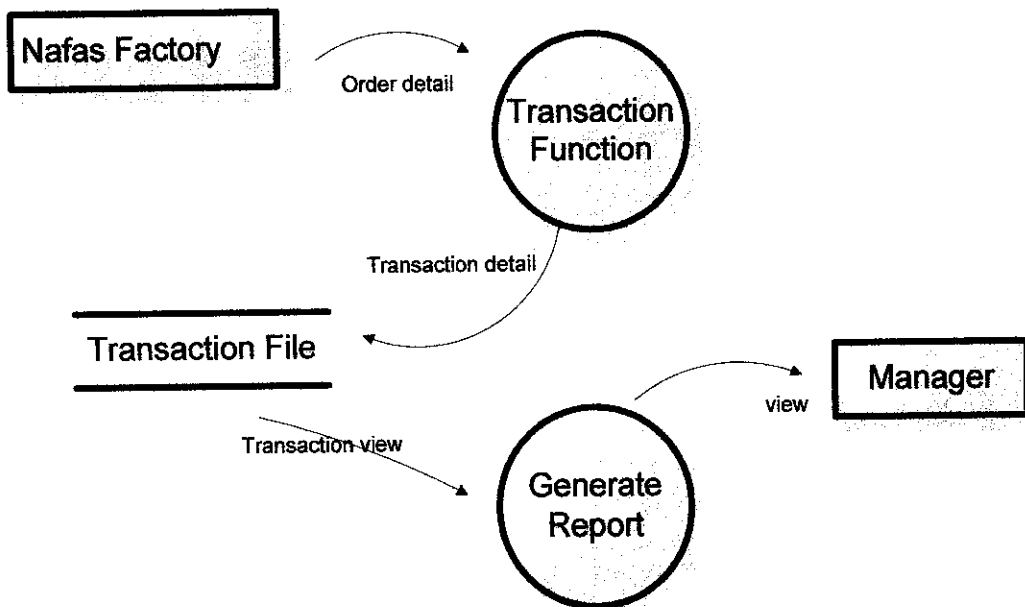 Nafas Factory
Order detail
Transaction
Function
Transaction detail
Transaction File
Manager
view
Transaction view
Generate
Report